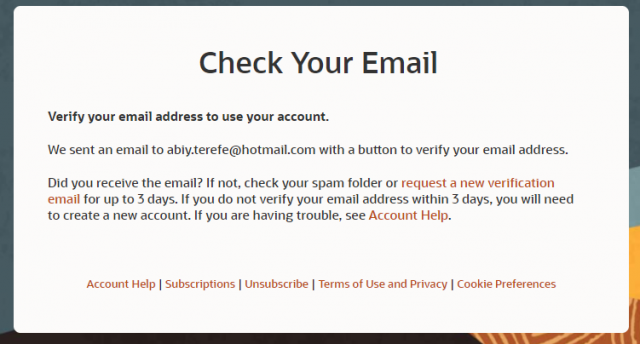 Check Your Email
Verify your email address to use your account.
We sent an email to abiy.terefe@hotmail.com with a button to verify your email address.
Did you receive the email? If not, check your spam folder or request a new verification
email for up to 3 days. If you do not verify your email address within 3 days, you will need
to create a new account. If you are having trouble, see Account Help.
Account Help | Subscriptions | Unsubscribe | Terms of Use and Privacy | Cookie Preferences